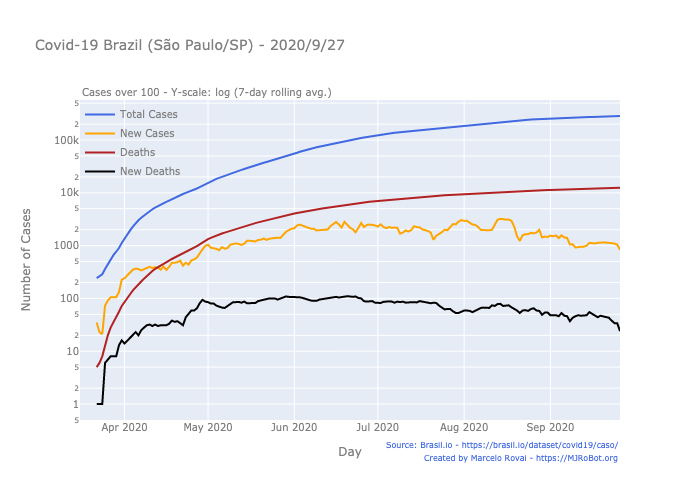 Covid-19 Brazil (São Paulo/SP) - 2020/9/27
Cases over 100 - Y-scale: log (7-day rolling avg.)
Total Cases
New Cases
Deaths
New Deaths
5
2
100k
5
2
10k
5
2
1000
5
2
100
5
2
10
5
2
1
5
Number of Cases
Apr 2020
May 2020
Jun 2020
Jul 2020
Aug 2020
Sep 2020
Day
Source: Brasil.io - https://brasil.io/dataset/covid19/caso/
Created by Marcelo Rovai - https://MJRoBot.org